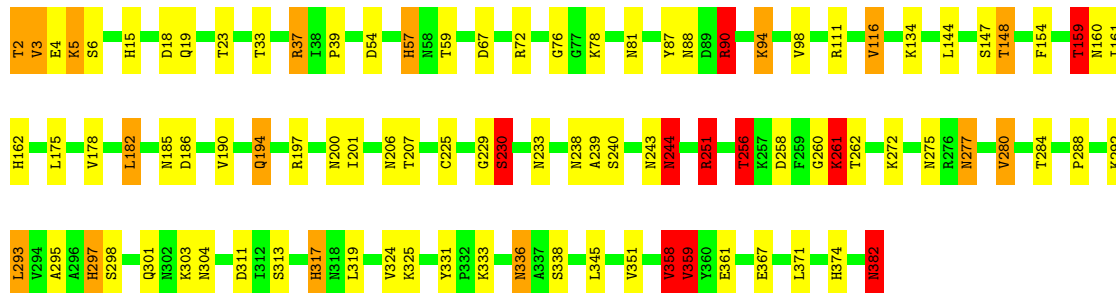 T2 V3 E4 K5 S6 H15 D18 Q19 T23 T33 R37 I38 P39 D54 H57 N58 T59 D67 R72 G76 G77 K78 N81 Y87 N88 D89 R90 K94 V98 R111 F116 K134 L144 S147 T148 F154 T159 N160
H162 L175 V178 L182 N185 D186 V190 Q194 R197 N200 I201 N206 T207 C225 G229 S230 N233 N238 A239 S240 N243 N244 R251 T256 K257 D258 F259 G260 K261 T262 K272 N275 R276 N277 V280 T284 P288
L293 V294 A295 A296 H297 S298 Q301 N302 K303 N304 D311 I312 S313 H317 N318 L319 V324 K325 Y331 P332 K333 N336 A337 S338 L345 V351 V358 V359 Y360 E361 E367 L371 H374 N382